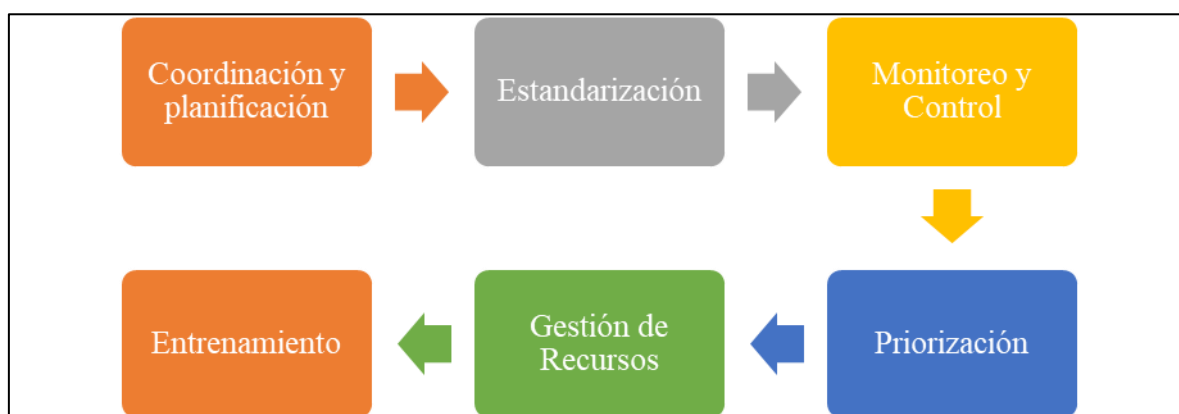 Coordinación y
planificación
Estandarización
Monitoreo y
Control
Priorización
Gestión de
Recursos
Entrenamiento